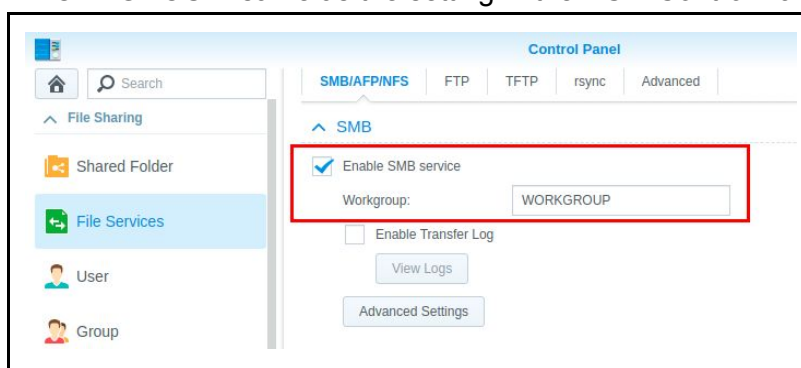 Control Panel
Search
SMB/AFP/NFS FTP TFTP rsync Advanced
File Sharing
SMB
Shared Folder
Enable SMB service
Workgroup: WORKGROUP
File Services
Enable Transfer Log
User
View Logs
Advanced Settings
Group